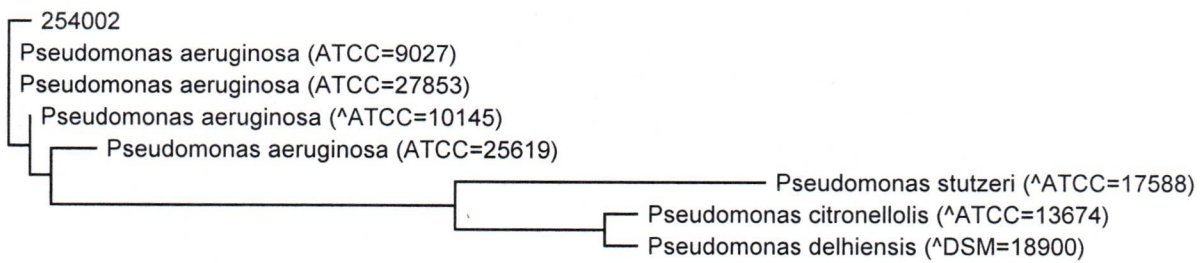 254002
Pseudomonas aeruginosa (ATCC=9027)
Pseudomonas aeruginosa (ATCC=27853)
Pseudomonas aeruginosa (^ATCC=10145)
Pseudomonas aeruginosa (ATCC=25619)
Pseudomonas stutzeri (^ATCC=17588)
Pseudomonas citronellolis (^ATCC=13674)
Pseudomonas delhiensis (^DSM=18900)